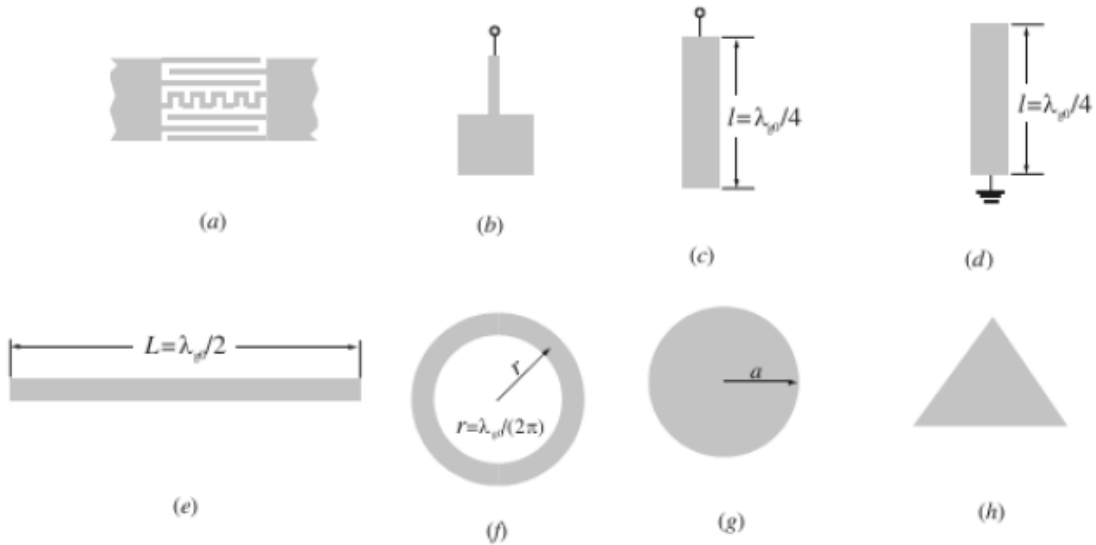 l=λg0/4
l=λg0/4
(a)
(b)
(c)
(d)
L=λg0/2
r
r=λg0/(2π)
a
(e)
(f)
(g)
(h)